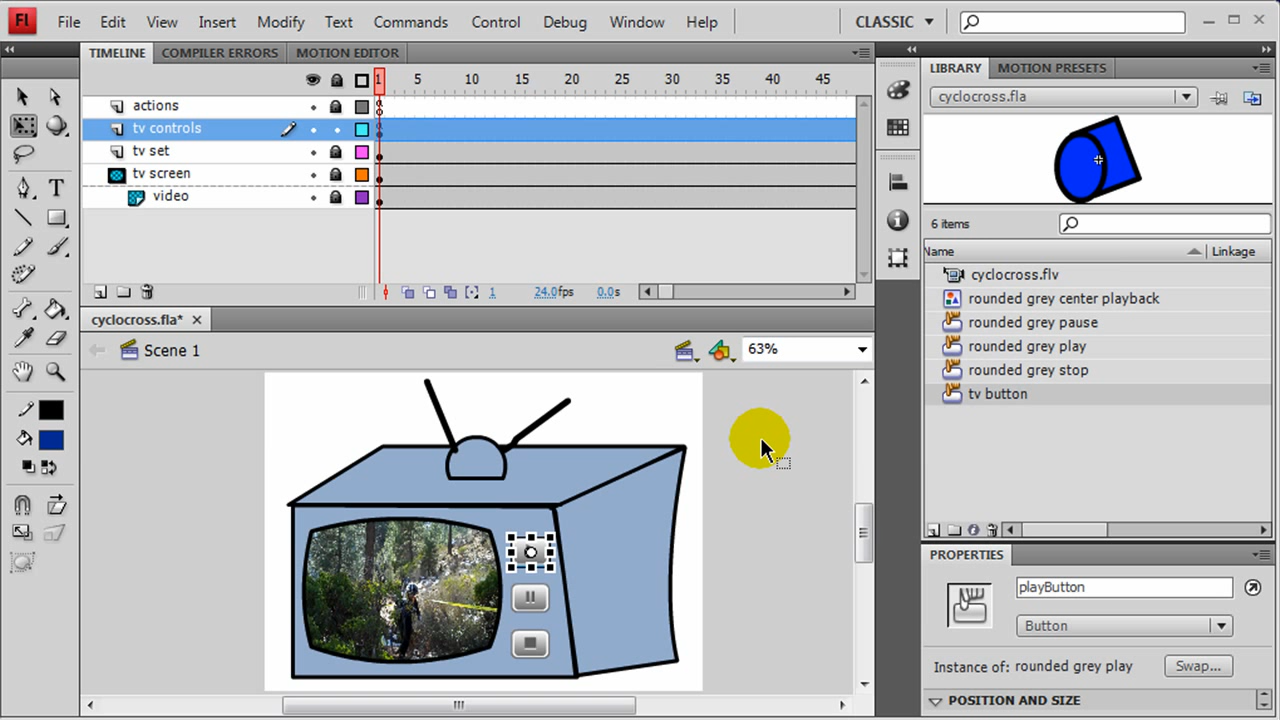 Fl File Edit View Insert Modify Text Commands Control Debug Window Help CLASSIC
TIMELINE COMPILER ERRORS MOTION EDITOR
1 5 10 15 20 25 30 35 40 45
actions
tv controls
tv set
tv screen
video
1 24.0fps 0.0s
cyclocross.fla*
Scene 1
63%
LIBRARY MOTION PRESETS
cyclocross.fla
6 items
Name Linkage
cyclocross.flv
rounded grey center playback
rounded grey pause
rounded grey play
rounded grey stop
tv button
PROPERTIES
playButton
Button
Instance of: rounded grey play Swap...
POSITION AND SIZE